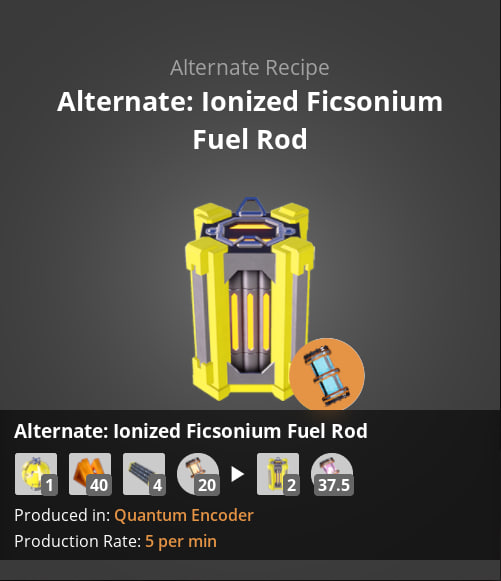 Alternate Recipe
Alternate: Ionized Ficsonium
Fuel Rod
Alternate: Ionized Ficsonium Fuel Rod
1 40 4 20 2 37.5
Produced in: Quantum Encoder
Production Rate: 5 per min